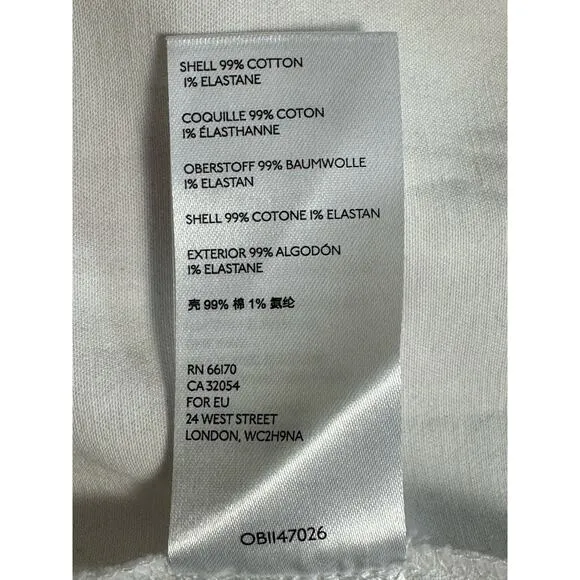 SHELL 99% COTTON
1% ELASTANE
COQUILLE 99% COTON
1% ÉLASTHANNE
OBERSTOFF 99% BAUMWOLLE
1% ELASTAN
SHELL 99% COTONE 1% ELASTAN
EXTERIOR 99% ALGODÓN
1% ELASTANE
壳 99% 棉 1% 氨纶
RN 66170
CA 32054
FOR EU
24 WEST STREET
LONDON, WC2H9NA
OB1147026